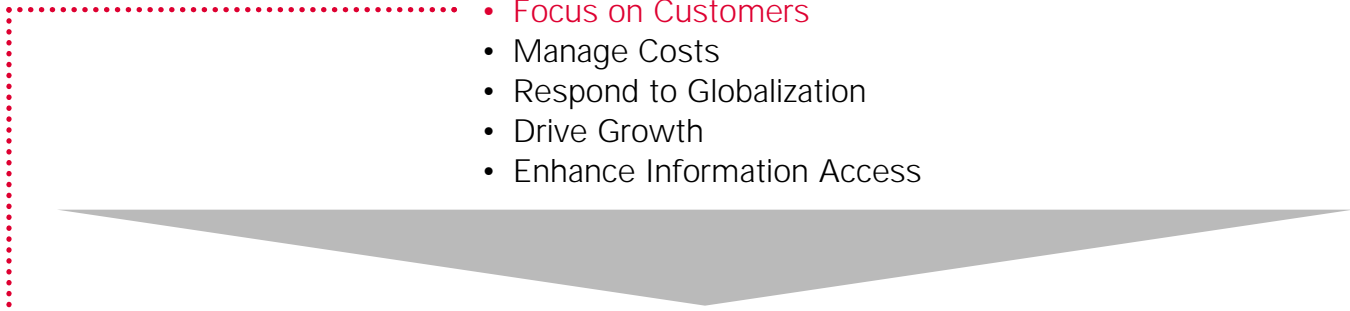 • Focus on Customers
• Manage Costs
• Respond to Globalization
• Drive Growth
• Enhance Information Access